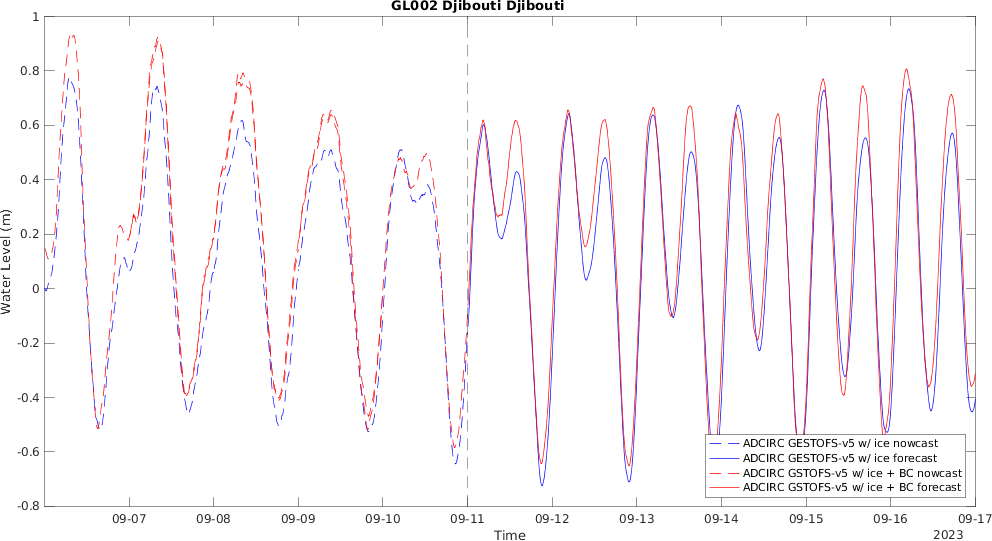 GL002 Djibouti Djibouti
Water Level (m)
1
0.8
0.6
0.4
0.2
0
-0.2
-0.4
-0.6
-0.8
ADCIRC GESTOFS-v5 w/ ice nowcast
ADCIRC GESTOFS-v5 w/ ice forecast
ADCIRC GSTOFS-v5 w/ ice + BC nowcast
ADCIRC GSTOFS-v5 w/ ice + BC forecast
09-07 09-08 09-09 09-10 09-11 09-12 09-13 09-14 09-15 09-16 09-17
Time
2023